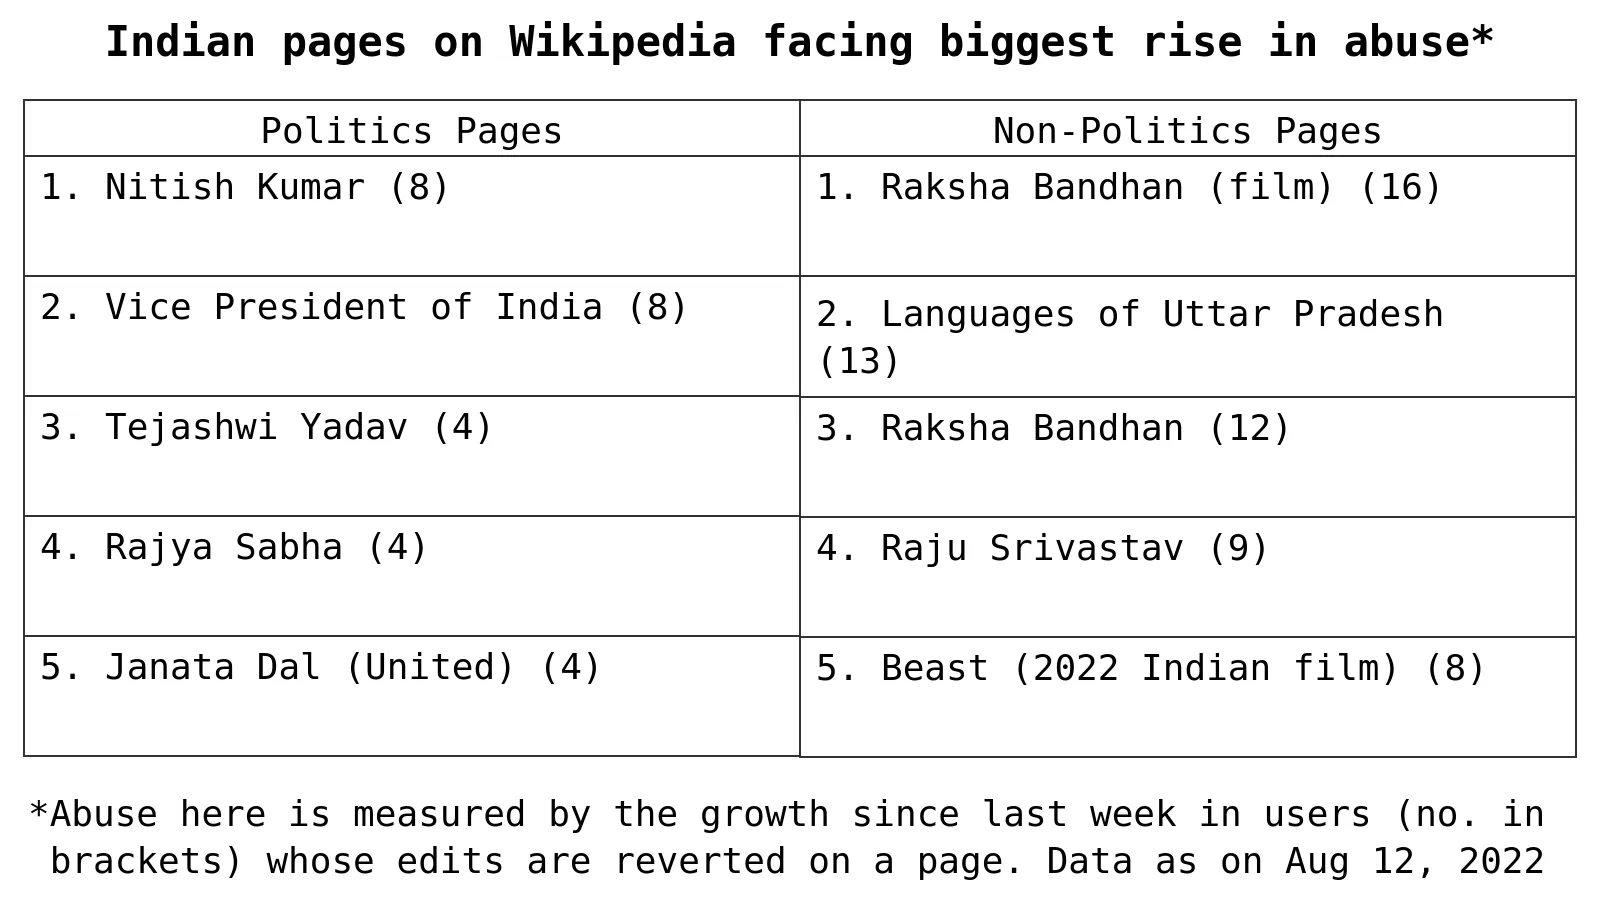 Indian pages on Wikipedia facing biggest rise in abuse*
Politics Pages
Non-Politics Pages
1. Nitish Kumar (8)
1. Raksha Bandhan (film) (16)
2. Vice President of India (8)
2. Languages of Uttar Pradesh
(13)
3. Tejashwi Yadav (4)
3. Raksha Bandhan (12)
4. Rajya Sabha (4)
4. Raju Srivastav (9)
5. Janata Dal (United) (4)
5. Beast (2022 Indian film) (8)
*Abuse here is measured by the growth since last week in users (no. in
brackets) whose edits are reverted on a page. Data as on Aug 12, 2022